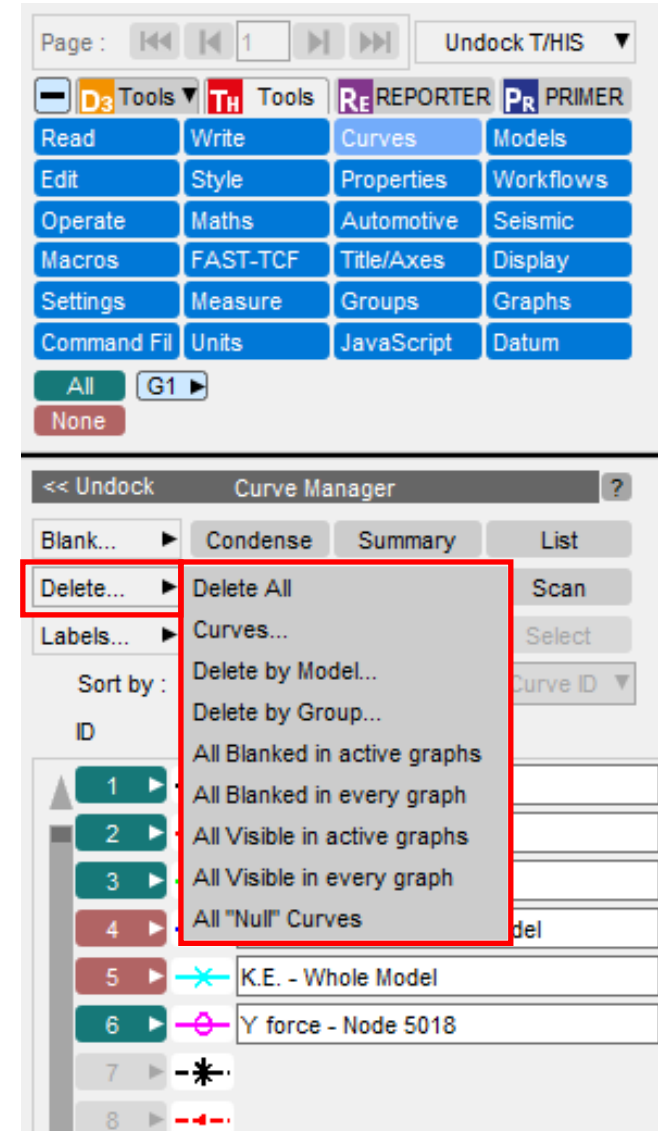 Page : 1 Undock T/HIS
D3 Tools TH Tools RE REPORTER PR PRIMER
Read Write Curves Models
Edit Style Properties Workflows
Operate Maths Automotive Seismic
Macros FAST-TCF Title/Axes Display
Settings Measure Groups Graphs
Command Fil Units JavaScript Datum
All G1
None
<< Undock Curve Manager ?
Blank... Condense Summary List
Delete... Delete All Scan
Labels... Curves... Select
Sort by : Delete by Model... Curve ID
ID Delete by Group...
All Blanked in active graphs
1 All Blanked in every graph
2 All Visible in active graphs
3 All Visible in every graph
4 All "Null" Curves del
5 K.E. - Whole Model
6 Y force - Node 5018
7
8